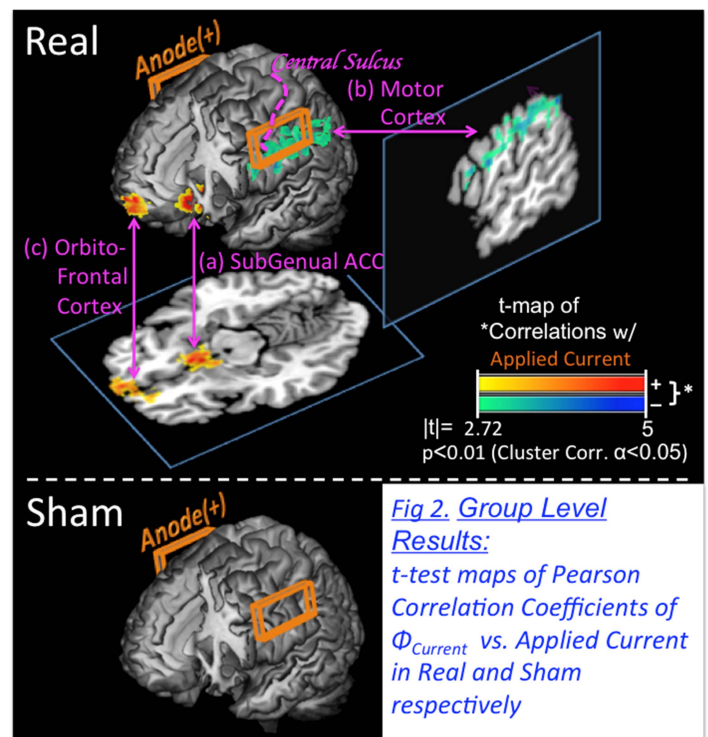 Real
Anode(+)
Central Sulcus
(b) Motor
Cortex
(c) Orbito-
Frontal
Cortex
(a) SubGenual ACC
t-map of
*Correlations w/
Applied Current
+
− } *
|t|= 2.72 5
p<0.01 (Cluster Corr. α<0.05)
Sham
Anode(+)
Fig 2. Group Level
Results:
t-test maps of Pearson
Correlation Coefficients of
Φ_Current vs. Applied Current
in Real and Sham
respectively